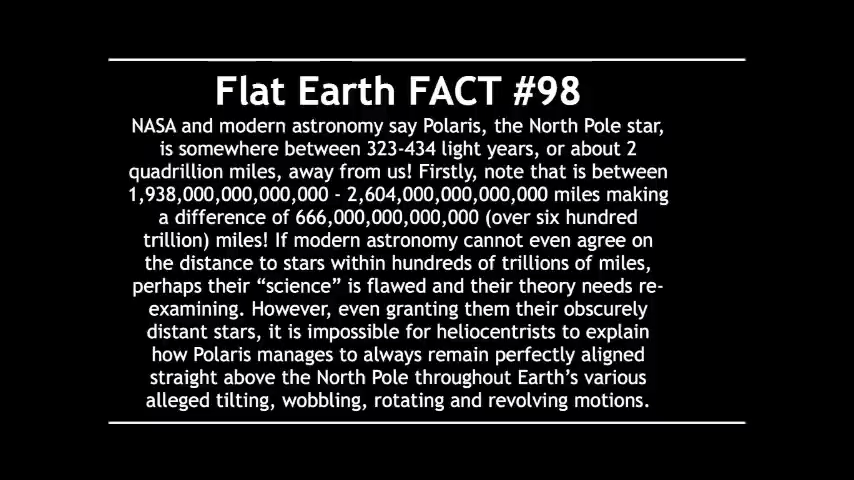 Flat Earth FACT #98
NASA and modern astronomy say Polaris, the North Pole star,
is somewhere between 323-434 light years, or about 2
quadrillion miles, away from us! Firstly, note that is between
1,938,000,000,000,000 - 2,604,000,000,000,000 miles making
a difference of 666,000,000,000,000 (over six hundred
trillion) miles! If modern astronomy cannot even agree on
the distance to stars within hundreds of trillions of miles,
perhaps their “science” is flawed and their theory needs re-
examining. However, even granting them their obscurely
distant stars, it is impossible for heliocentrists to explain
how Polaris manages to always remain perfectly aligned
straight above the North Pole throughout Earth’s various
alleged tilting, wobbling, rotating and revolving motions.